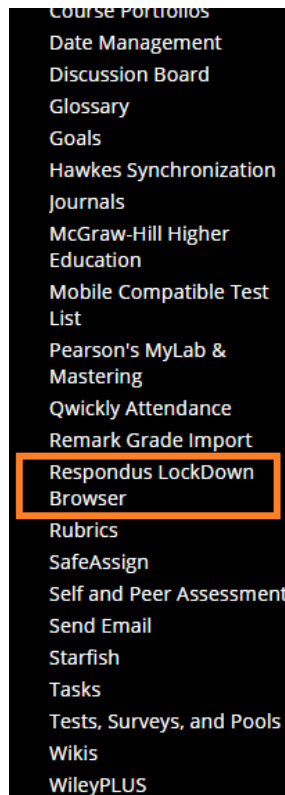 Course Portfolios
Date Management
Discussion Board
Glossary
Goals
Hawkes Synchronization
Journals
McGraw-Hill Higher
Education
Mobile Compatible Test
List
Pearson's MyLab &
Mastering
Qwickly Attendance
Remark Grade Import
Respondus LockDown
Browser
Rubrics
SafeAssign
Self and Peer Assessment
Send Email
Starfish
Tasks
Tests, Surveys, and Pools
Wikis
WileyPLUS